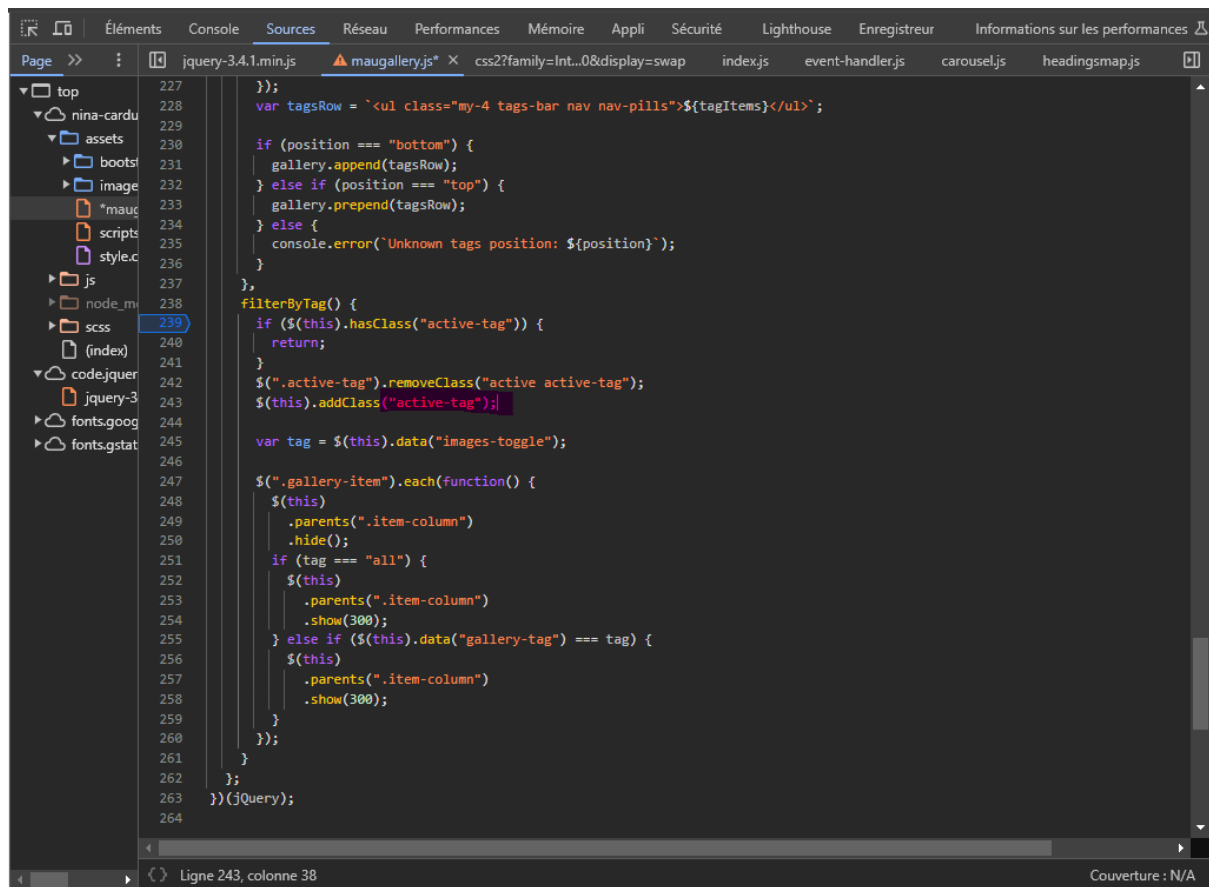 Éléments Console Sources Réseau Performances Mémoire Appli Sécurité Lighthouse Enregistreur Informations sur les performances
Page >> jquery-3.4.1.min.js maugallery.js* × css2?family=Int...0&display=swap index.js event-handler.js carousel.js headingsmap.js
top
nina-cardu
assets
boots
image
*maug
scripts
style.c
js
node_m
scss
(index)
code.jquer
jquery-3
fonts.goog
fonts.gstat
227 });
228 var tagsRow = `<ul class="my-4 tags-bar nav nav-pills">${tagItems}</ul>`;
229
230 if (position === "bottom") {
231 gallery.append(tagsRow);
232 } else if (position === "top") {
233 gallery.prepend(tagsRow);
234 } else {
235 console.error(`Unknown tags position: ${position}`);
236 }
237 },
238 filterByTag() {
239 if ($(this).hasClass("active-tag")) {
240 return;
241 }
242 $(".active-tag").removeClass("active active-tag");
243 $(this).addClass("active-tag");
244
245 var tag = $(this).data("images-toggle");
246
247 $(".gallery-item").each(function() {
248 $(this)
249 .parents(".item-column")
250 .hide();
251 if (tag === "all") {
252 $(this)
253 .parents(".item-column")
254 .show(300);
255 } else if ($(this).data("gallery-tag") === tag) {
256 $(this)
257 .parents(".item-column")
258 .show(300);
259 }
260 });
261 }
262 };
263 })(jQuery);
264
{} Ligne 243, colonne 38 Couverture : N/A